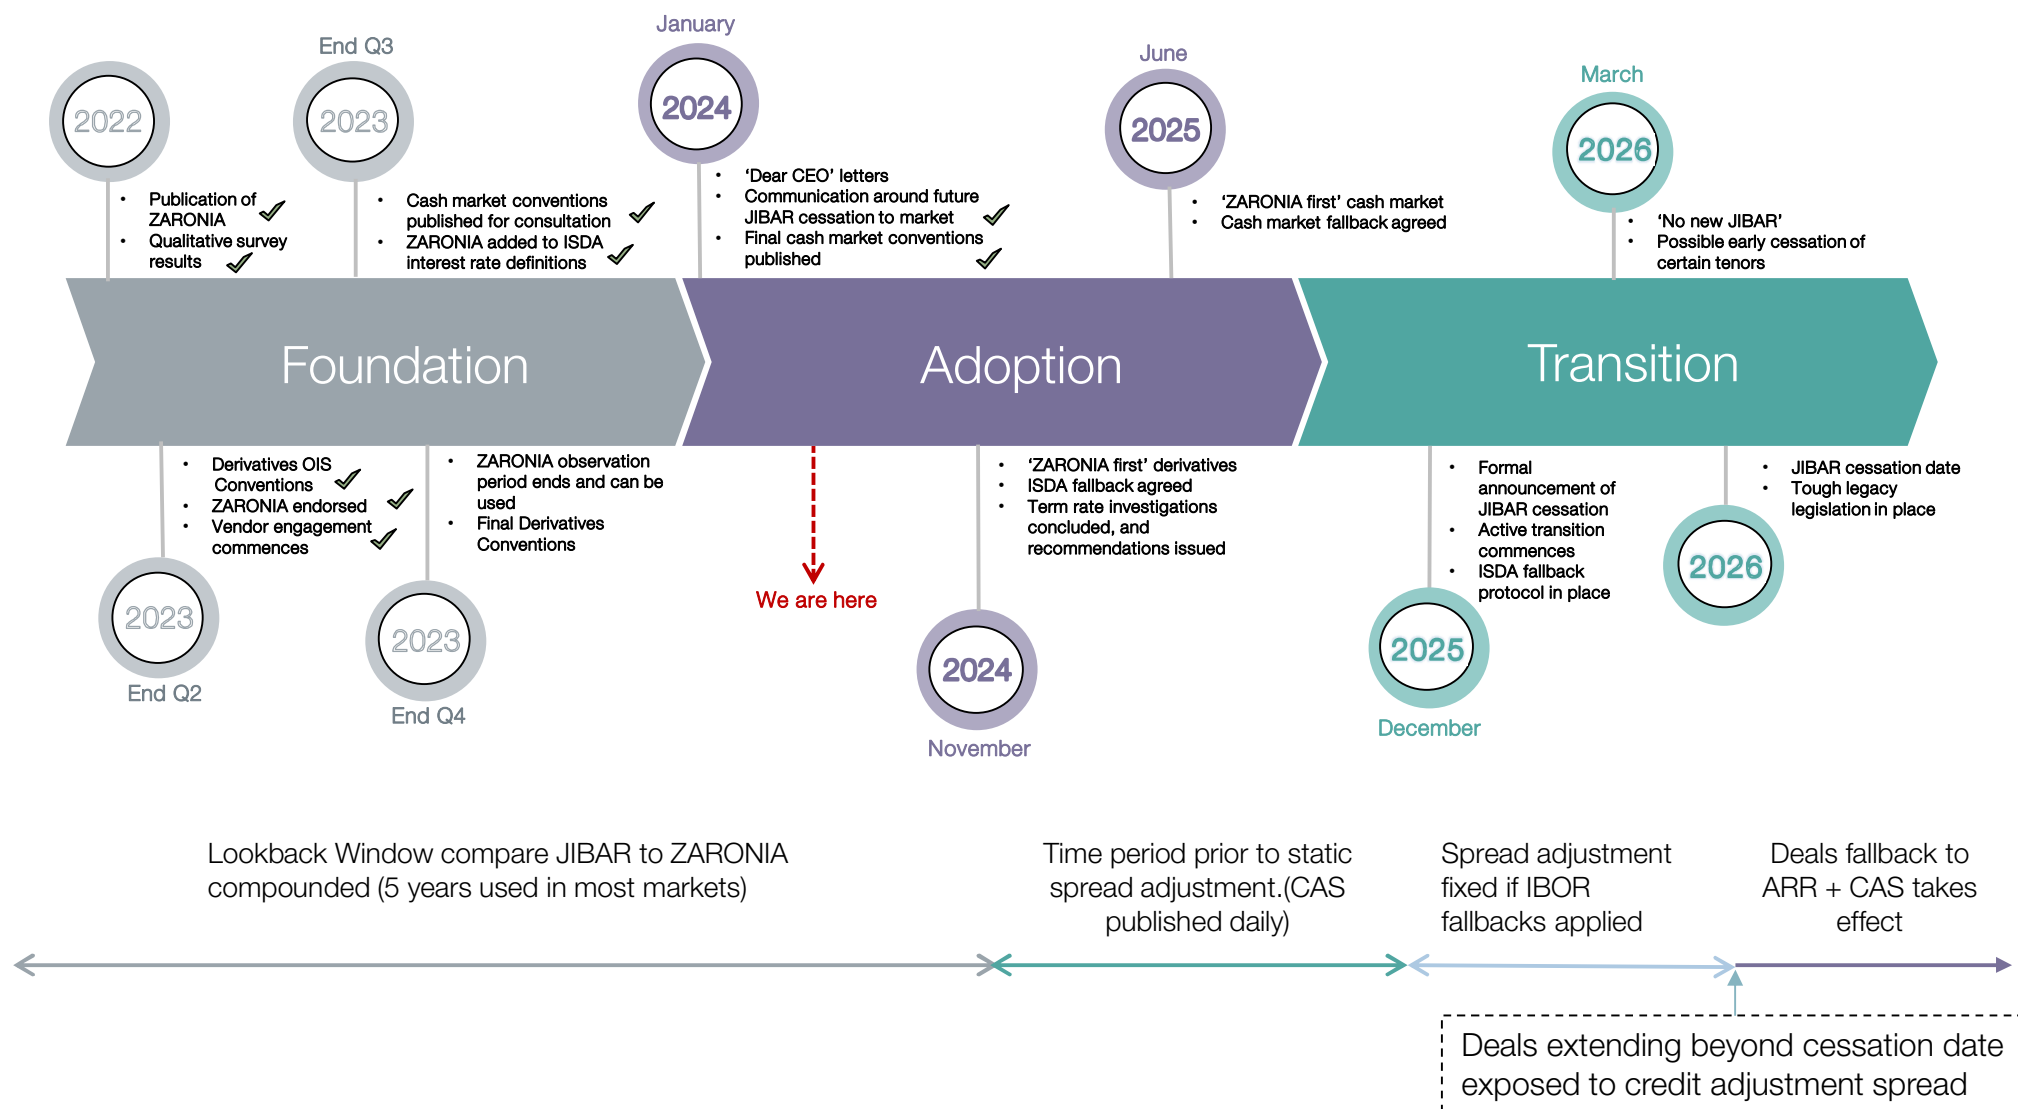 2022
• Publication of
ZARONIA
• Qualitative survey
results
End Q3
2023
• Cash market conventions
published for consultation
• ZARONIA added to ISDA
interest rate definitions
January
2024
• ‘Dear CEO’ letters
• Communication around future
JIBAR cessation to market
• Final cash market conventions
published
June
2025
• ‘ZARONIA first’ cash market
• Cash market fallback agreed
March
2026
• ‘No new JIBAR’
• Possible early cessation of
certain tenors
Foundation
Adoption
Transition
• Derivatives OIS
Conventions
• ZARONIA endorsed
• Vendor engagement
commences
2023
End Q2
• ZARONIA observation
period ends and can be
used
• Final Derivatives
Conventions
2023
End Q4
We are here
• ‘ZARONIA first’ derivatives
• ISDA fallback agreed
• Term rate investigations
concluded, and
recommendations issued
2024
November
• Formal
announcement of
JIBAR cessation
• Active transition
commences
• ISDA fallback
protocol in place
2025
December
• JIBAR cessation date
• Tough legacy
legislation in place
2026
Lookback Window compare JIBAR to ZARONIA
compounded (5 years used in most markets)
Time period prior to static
spread adjustment.(CAS
published daily)
Spread adjustment
fixed if IBOR
fallbacks applied
Deals fallback to
ARR + CAS takes
effect
Deals extending beyond cessation date
exposed to credit adjustment spread